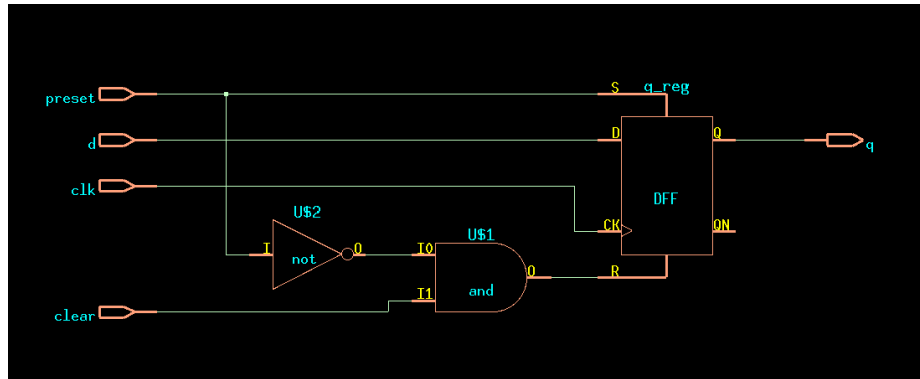 S q_reg
preset
d D Q q
clk
U$2 CK DFF QN
U$1
I not O I0
O R
I1 and
clear